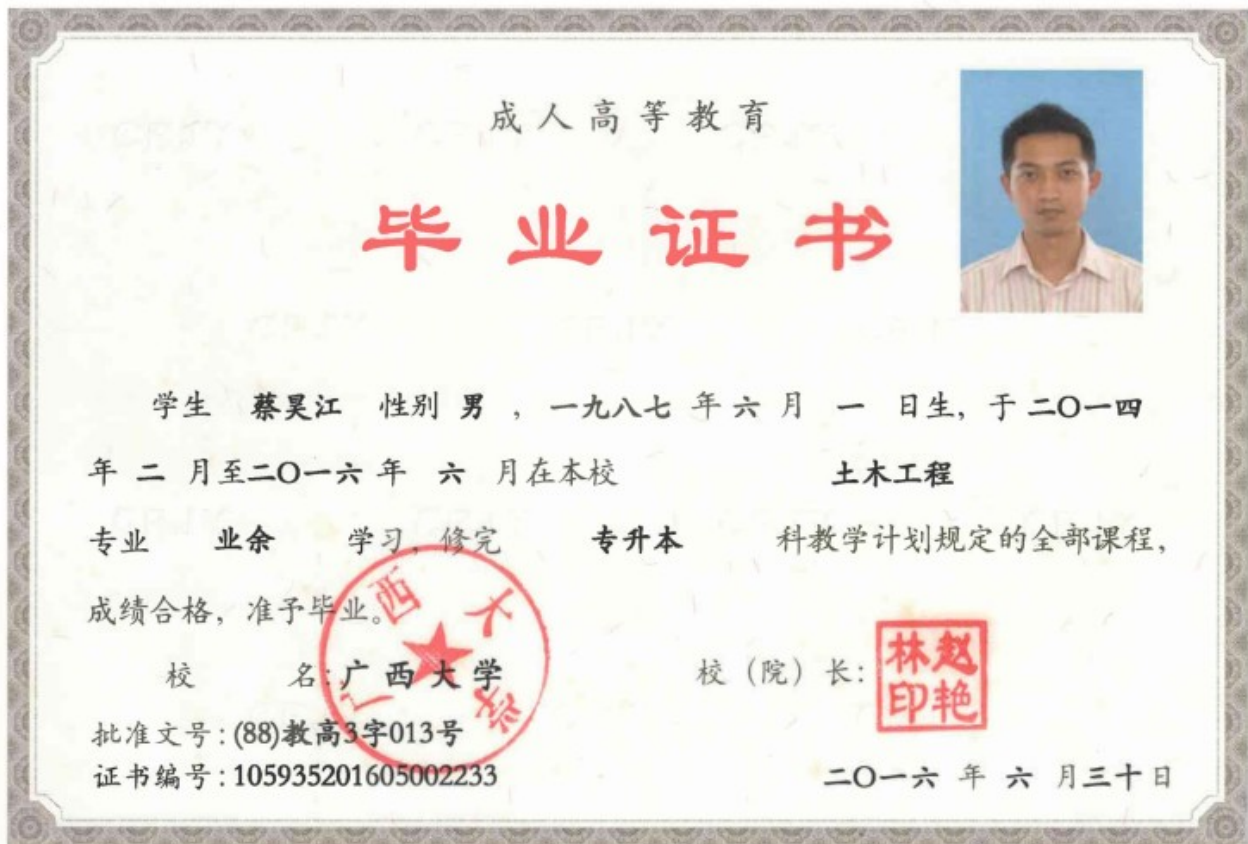 成人高等教育
毕业证书
学生 蔡昊江 性别 男 ，一九八七 年 六 月 一 日生，于 二〇一四
年 二 月至二〇一六 年 六 月在本校 土木工程
专业 业余 学习，修完 专升本 科教学计划规定的全部课程，
成绩合格，准予毕业。
广西大学
校 名：广西大学 校（院）长：
赵艳林印
批准文号：(88)教高3字013号
证书编号：105935201605002233
二〇一六 年 六 月三十日